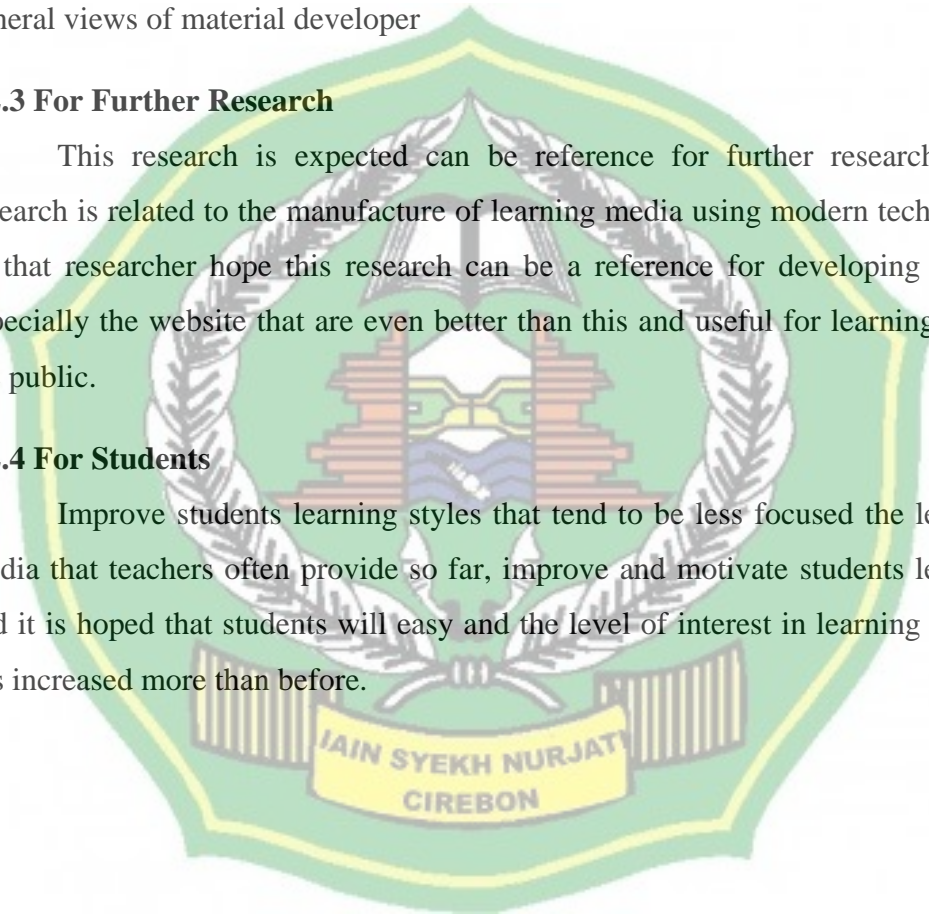 neral views of material developer
.3 For Further Research
This research is expected can be reference for further research
earch is related to the manufacture of learning media using modern tech
that researcher hope this research can be a reference for developing
pecially the website that are even better than this and useful for learning
public.
.4 For Students
Improve students learning styles that tend to be less focused the le
dia that teachers often provide so far, improve and motivate students le
d it is hoped that students will easy and the level of interest in learning
s increased more than before.
IAIN SYEKH NURJATI
CIREBON